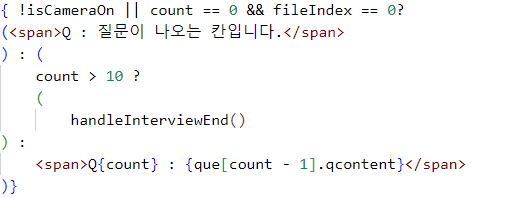 { !isCameraOn || count == 0 && fileIndex == 0?
(<span>Q : 질문이 나오는 칸입니다.</span>
) : (
    count > 10 ?
    (
        handleInterviewEnd()
) :
    <span>Q{count} : {que[count - 1].qcontent}</span>
)}